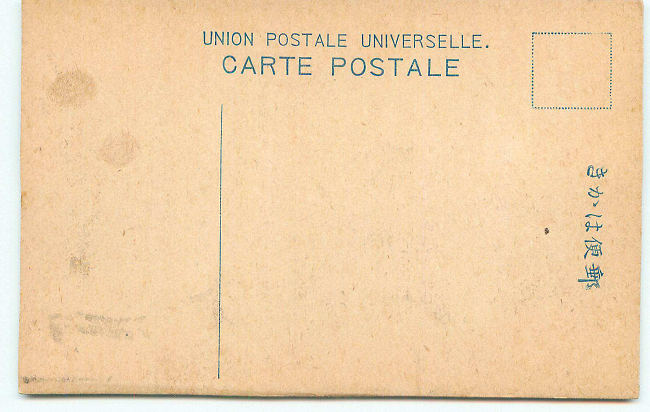 UNION POSTALE UNIVERSELLE.
CARTE POSTALE
郵便はかき